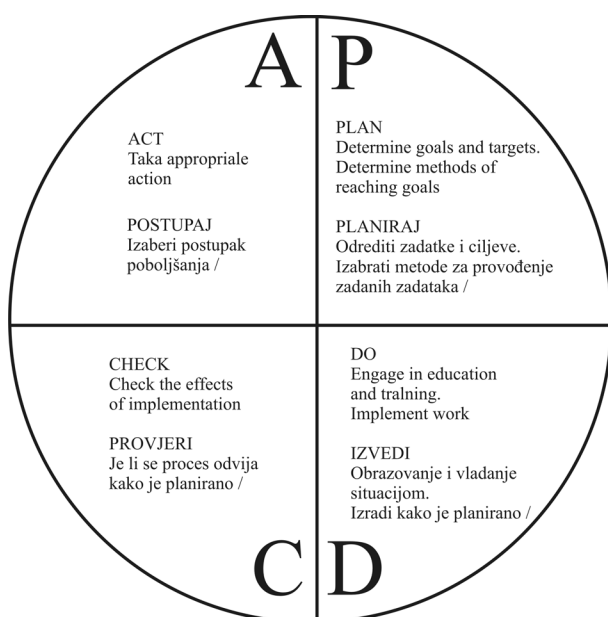 A
P
ACT
Taka appropriale
action
POSTUPAJ
Izaberi postupak
poboljšanja /
PLAN
Determine goals and targets.
Determine methods of
reaching goals
PLANIRAJ
Odrediti zadatke i ciljeve.
Izabrati metode za provođenje
zadanih zadataka /
CHECK
Check the effects
of implementation
PROVJERI
Je li se proces odvija
kako je planirano /
DO
Engage in education
and tralning.
Implement work
IZVEDI
Obrazovanje i vladanje
situacijom.
Izradi kako je planirano /
C
D